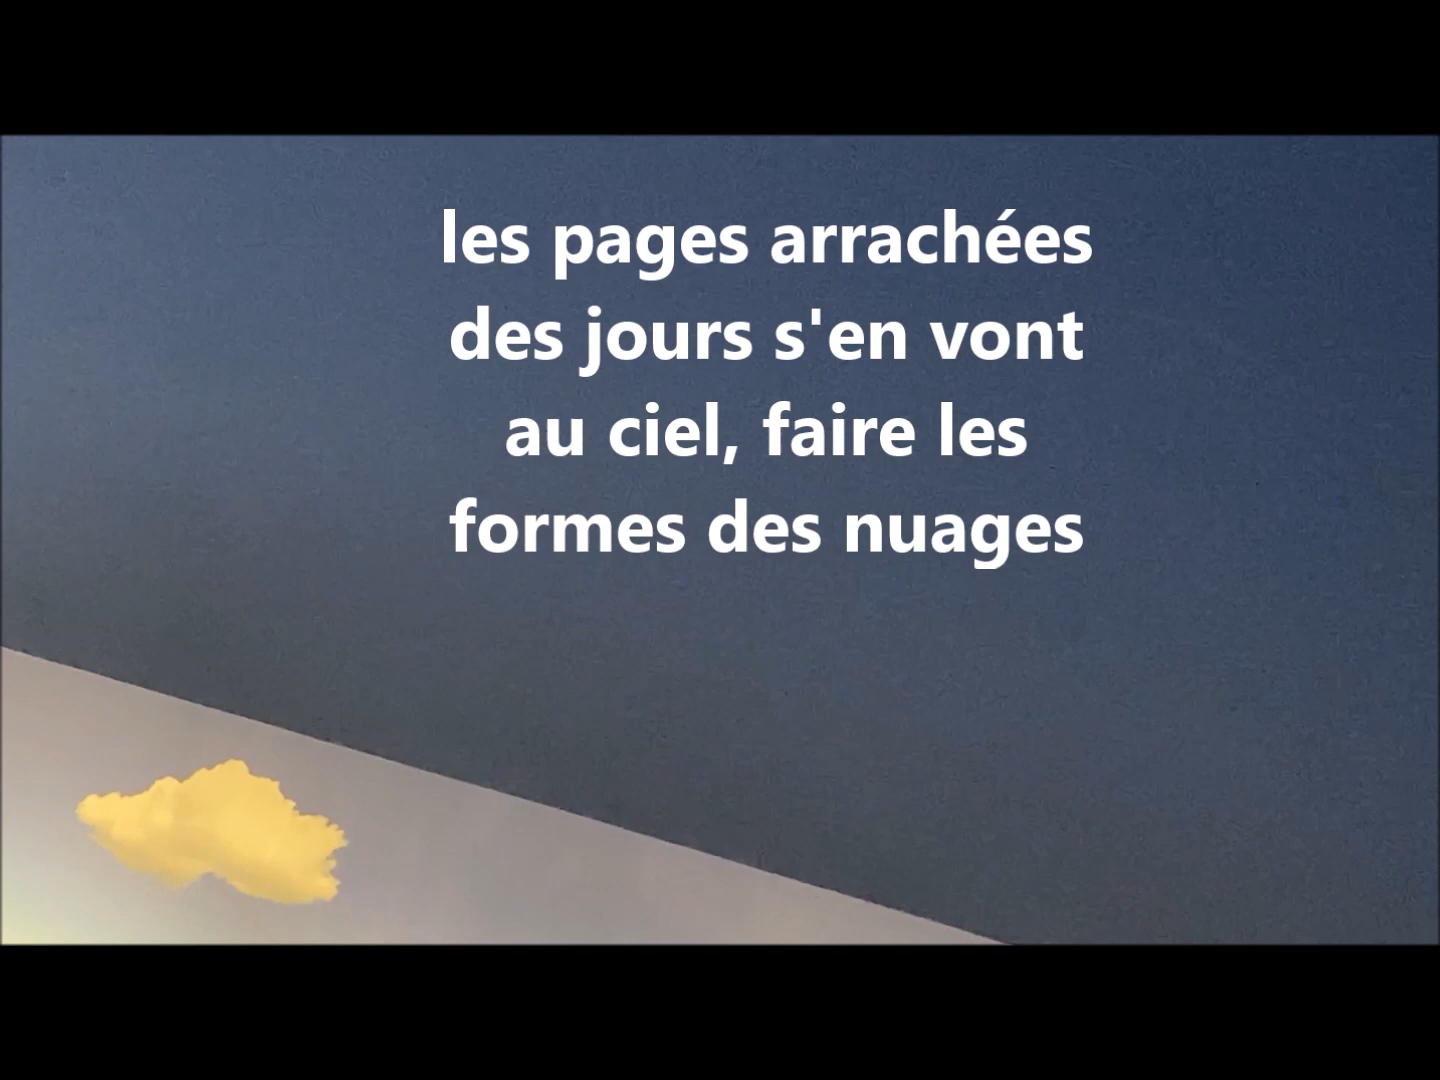 les pages arrachées
des jours s'en vont
au ciel, faire les
formes des nuages